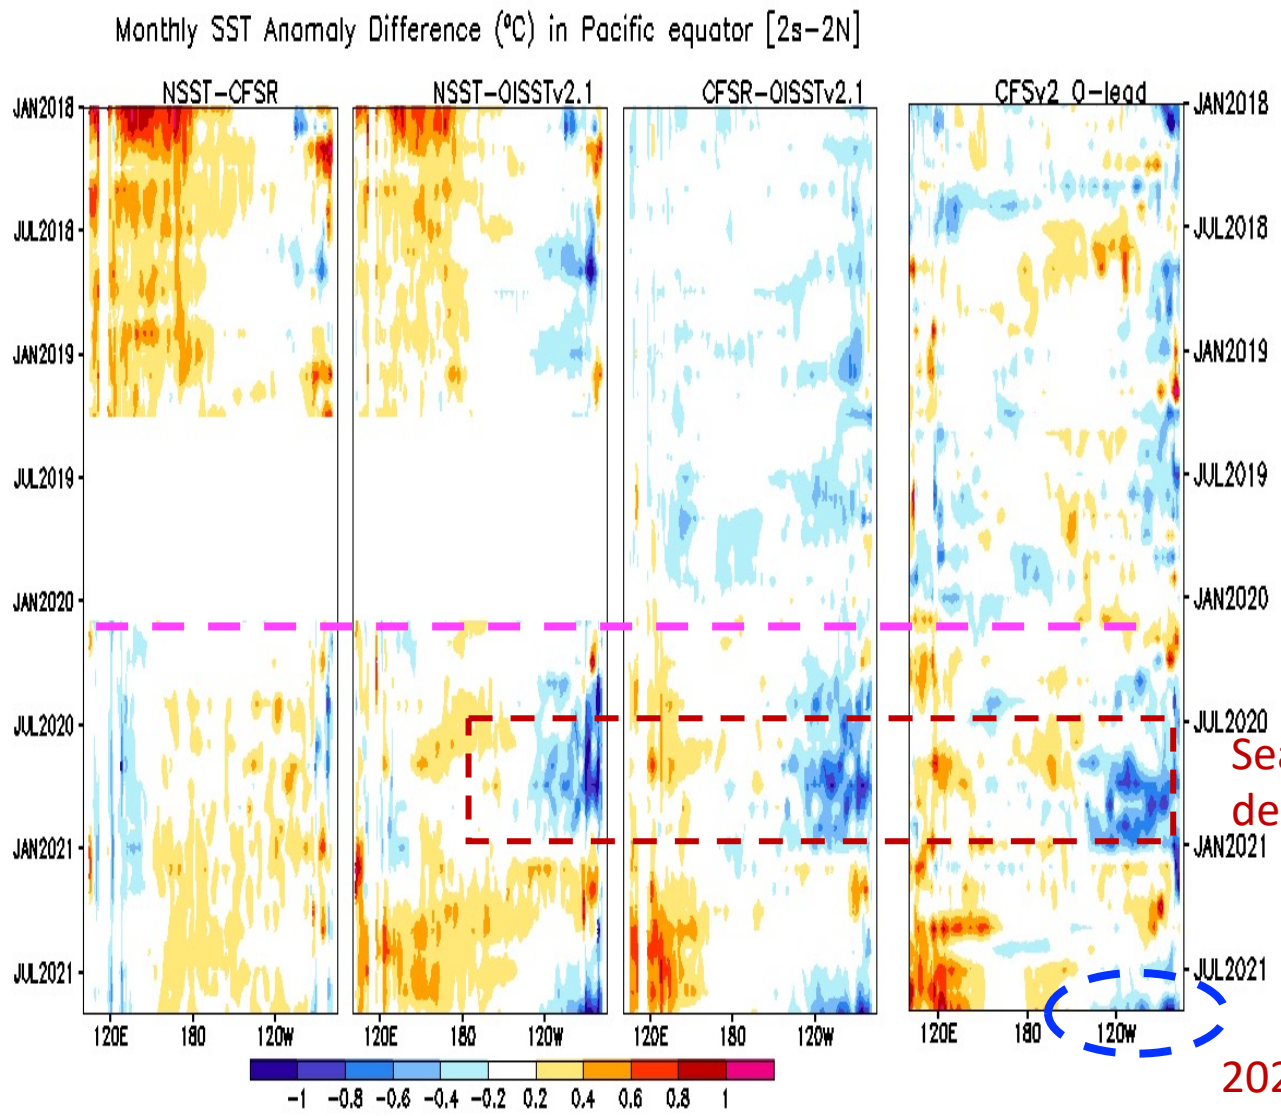 Monthly SST Anomaly Difference (°C) in Pacific equator [2s-2N]
NSST-CFSR NSST-OISSTv2.1 CFSR-OISSTv2.1 CFSv2 0-lead
JAN2018 JAN2018
JUL2018 JUL2018
JAN2019 JAN2019
JUL2019 JUL2019
JAN2020 JAN2020
JUL2020 JUL2020
Sea
de
JAN2021 JAN2021
JUL2021 JUL2021
120E 180 120W 120E 180 120W 120E 180 120W 120E 180 120W
202
-1 -0.8 -0.6 -0.4 -0.2 0.2 0.4 0.6 0.8 1